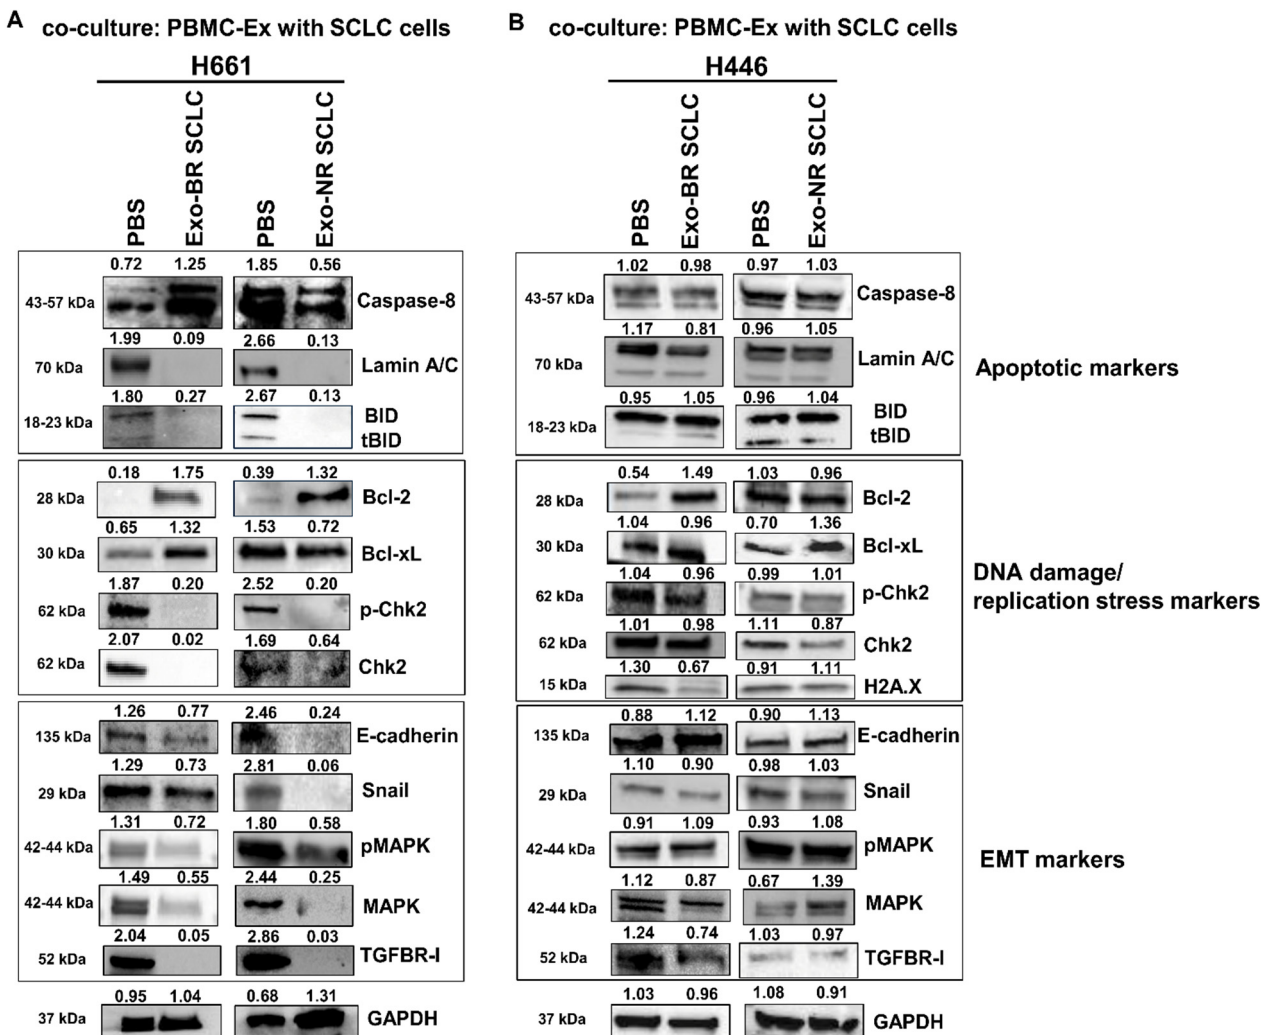 A
co-culture: PBMC-Ex with SCLC cells
H661
PBS
Exo-BR SCLC
PBS
Exo-NR SCLC
0.72 1.25 1.85 0.56
43-57 kDa Caspase-8
1.99 0.09 2.66 0.13
70 kDa Lamin A/C
1.80 0.27 2.67 0.13
18-23 kDa BID
tBID
0.18 1.75 0.39 1.32
28 kDa Bcl-2
0.65 1.32 1.53 0.72
30 kDa Bcl-xL
1.87 0.20 2.52 0.20
62 kDa p-Chk2
2.07 0.02 1.69 0.64
62 kDa Chk2
1.26 0.77 2.46 0.24
135 kDa E-cadherin
1.29 0.73 2.81 0.06
29 kDa Snail
1.31 0.72 1.80 0.58
42-44 kDa pMAPK
1.49 0.55 2.44 0.25
42-44 kDa MAPK
2.04 0.05 2.86 0.03
52 kDa TGFBR-I
0.95 1.04 0.68 1.31
37 kDa GAPDH
B
co-culture: PBMC-Ex with SCLC cells
H446
PBS
Exo-BR SCLC
PBS
Exo-NR SCLC
1.02 0.98 0.97 1.03
43-57 kDa Caspase-8
1.17 0.81 0.96 1.05
70 kDa Lamin A/C
0.95 1.05 0.96 1.04
18-23 kDa BID
tBID
Apoptotic markers
0.54 1.49 1.03 0.96
28 kDa Bcl-2
1.04 0.96 0.70 1.36
30 kDa Bcl-xL
1.04 0.96 0.99 1.01
62 kDa p-Chk2
1.01 0.98 1.11 0.87
62 kDa Chk2
1.30 0.67 0.91 1.11
15 kDa H2A.X
DNA damage/
replication stress markers
0.88 1.12 0.90 1.13
135 kDa E-cadherin
1.10 0.90 0.98 1.03
29 kDa Snail
0.91 1.09 0.93 1.08
42-44 kDa pMAPK
1.12 0.87 0.67 1.39
42-44 kDa MAPK
1.24 0.74 1.03 0.97
52 kDa TGFBR-I
EMT markers
1.03 0.96 1.08 0.91
37 kDa GAPDH